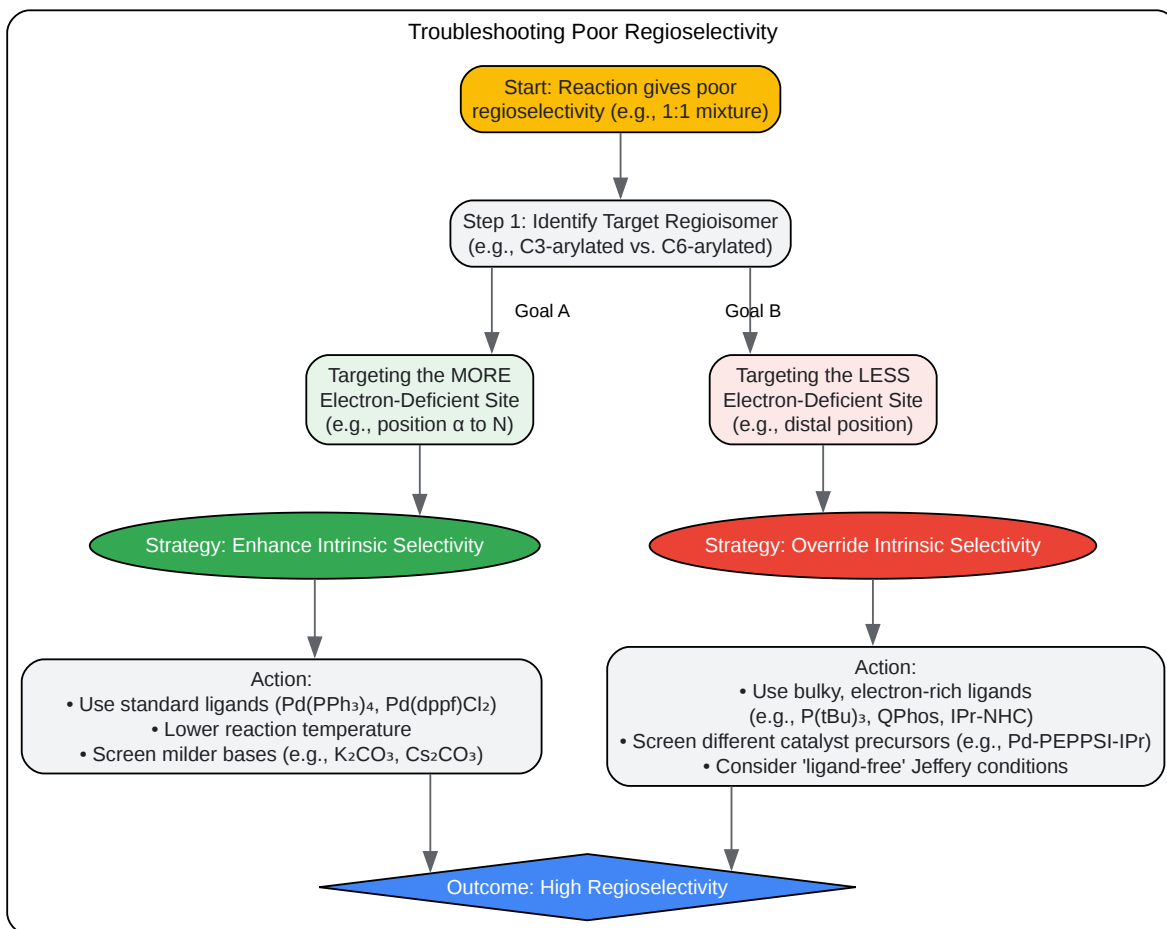 Troubleshooting Poor Regioselectivity
Start: Reaction gives poor
regioselectivity (e.g., 1:1 mixture)
Step 1: Identify Target Regioisomer
(e.g., C3-arylated vs. C6-arylated)
Goal A
Goal B
Targeting the MORE
Electron-Deficient Site
(e.g., position α to N)
Targeting the LESS
Electron-Deficient Site
(e.g., distal position)
Strategy: Enhance Intrinsic Selectivity
Strategy: Override Intrinsic Selectivity
Action:
• Use standard ligands (Pd(PPh₃)₄, Pd(dppf)Cl₂)
• Lower reaction temperature
• Screen milder bases (e.g., K₂CO₃, Cs₂CO₃)
Action:
• Use bulky, electron-rich ligands
(e.g., P(tBu)₃, QPhos, IPr-NHC)
• Screen different catalyst precursors (e.g., Pd-PEPPSI-IPr)
• Consider 'ligand-free' Jeffery conditions
Outcome: High Regioselectivity